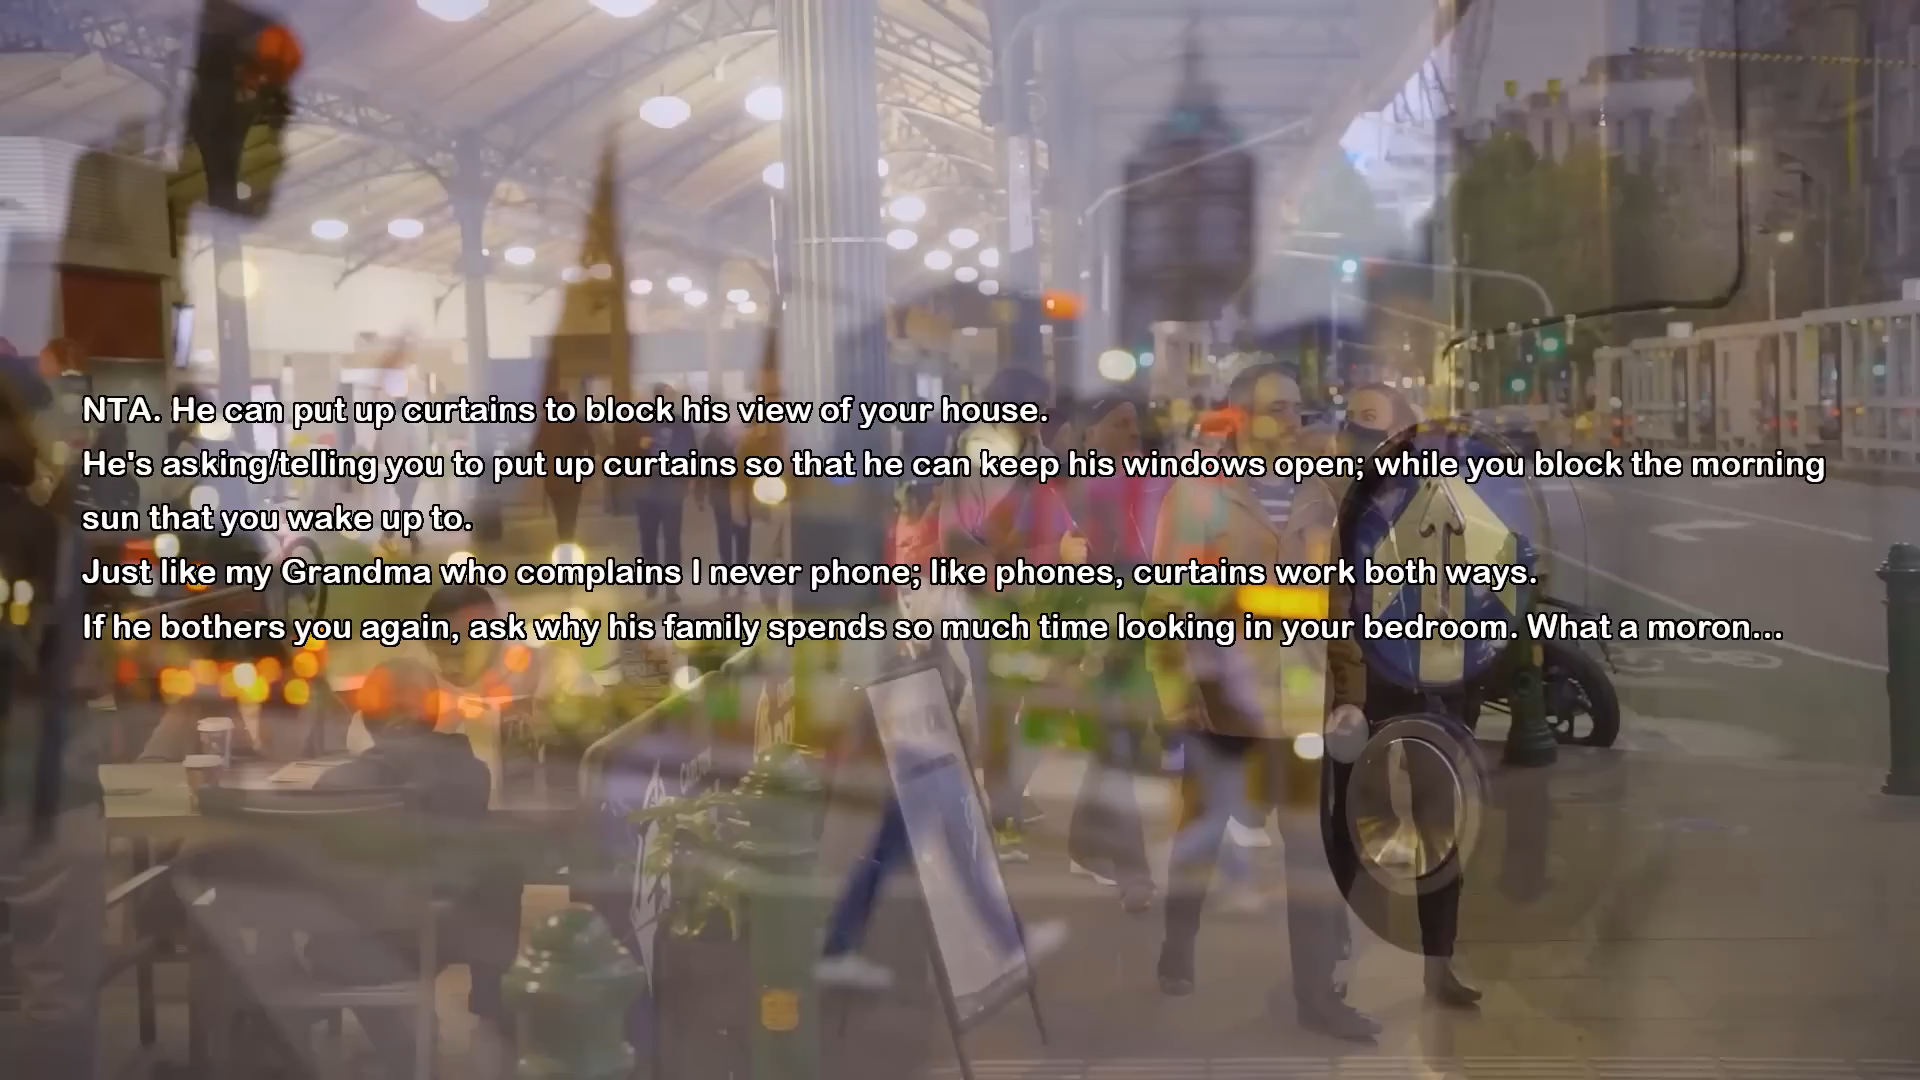 NTA. He can put up curtains to block his view of your house.
He's asking/telling you to put up curtains so that he can keep his windows open; while you block the morning
sun that you wake up to.
Just like my Grandma who complains I never phone; like phones, curtains work both ways.
If he bothers you again, ask why his family spends so much time looking in your bedroom. What a moron...